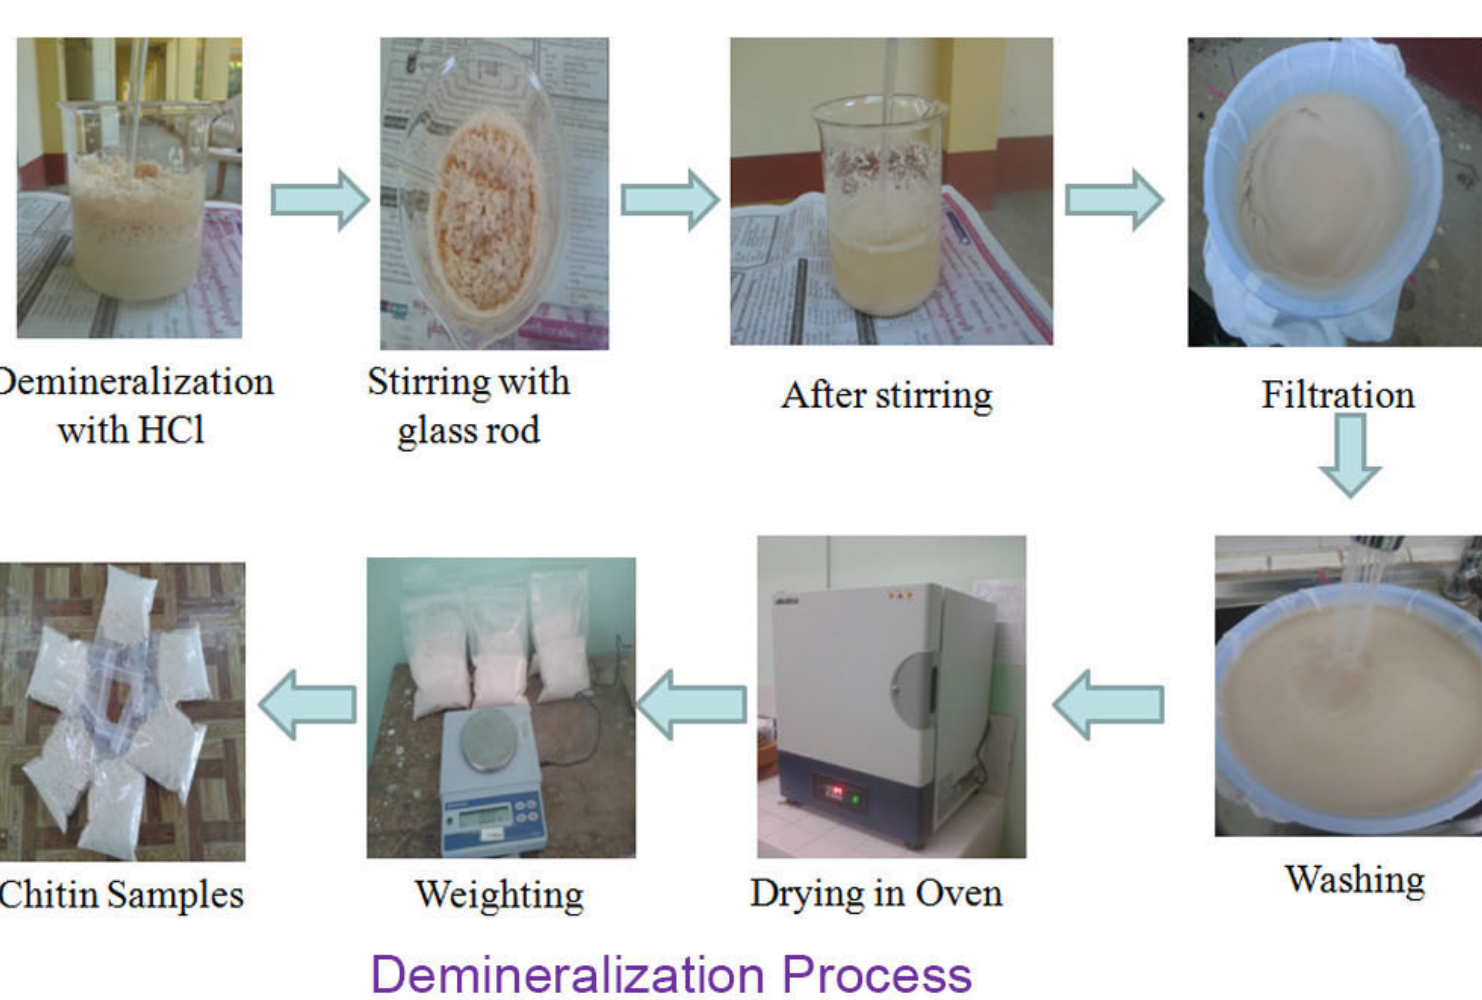 Demineralization
with HCl
Stirring with
glass rod
After stirring
Filtration
Washing
Drying in Oven
Weighting
Chitin Samples
Demineralization Process